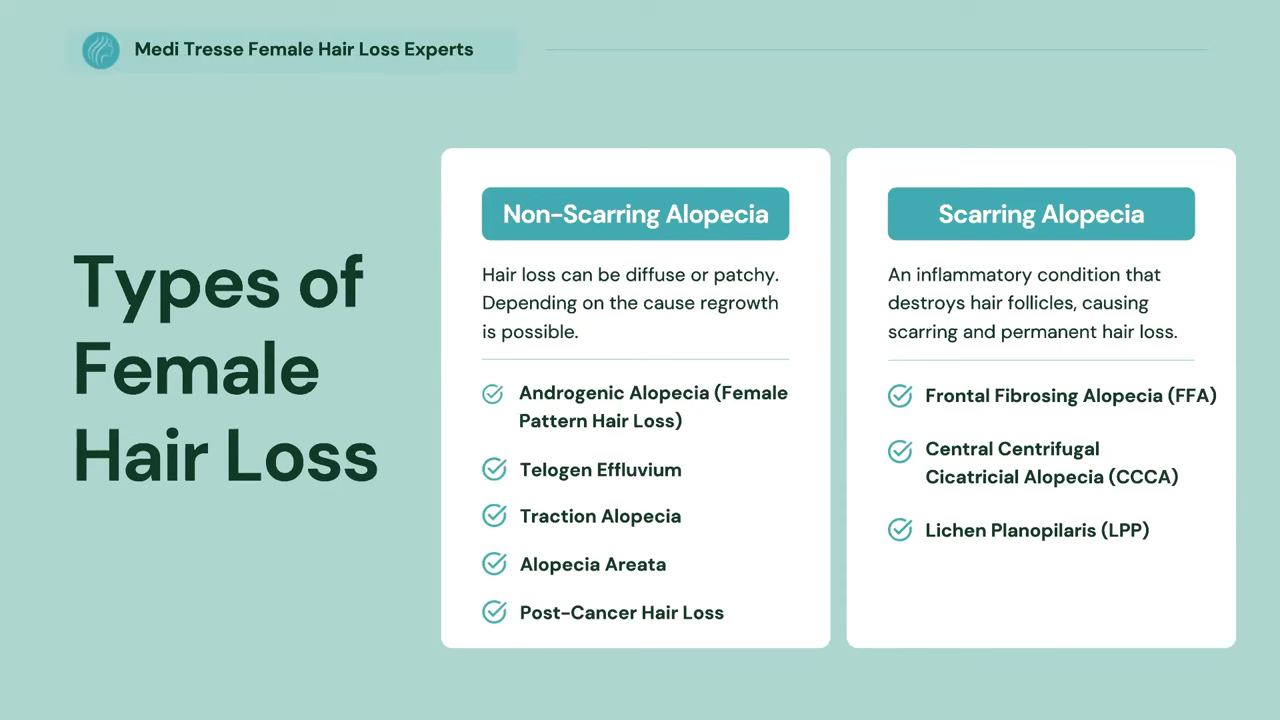 Medi Tresse Female Hair Loss Experts
Types of
Female
Hair Loss
Non-Scarring Alopecia
Hair loss can be diffuse or patchy.
Depending on the cause regrowth
is possible.
Androgenic Alopecia (Female
Pattern Hair Loss)
Telogen Effluvium
Traction Alopecia
Alopecia Areata
Post-Cancer Hair Loss
Scarring Alopecia
An inflammatory condition that
destroys hair follicles, causing
scarring and permanent hair loss.
Frontal Fibrosing Alopecia (FFA)
Central Centrifugal
Cicatricial Alopecia (CCCA)
Lichen Planopilaris (LPP)